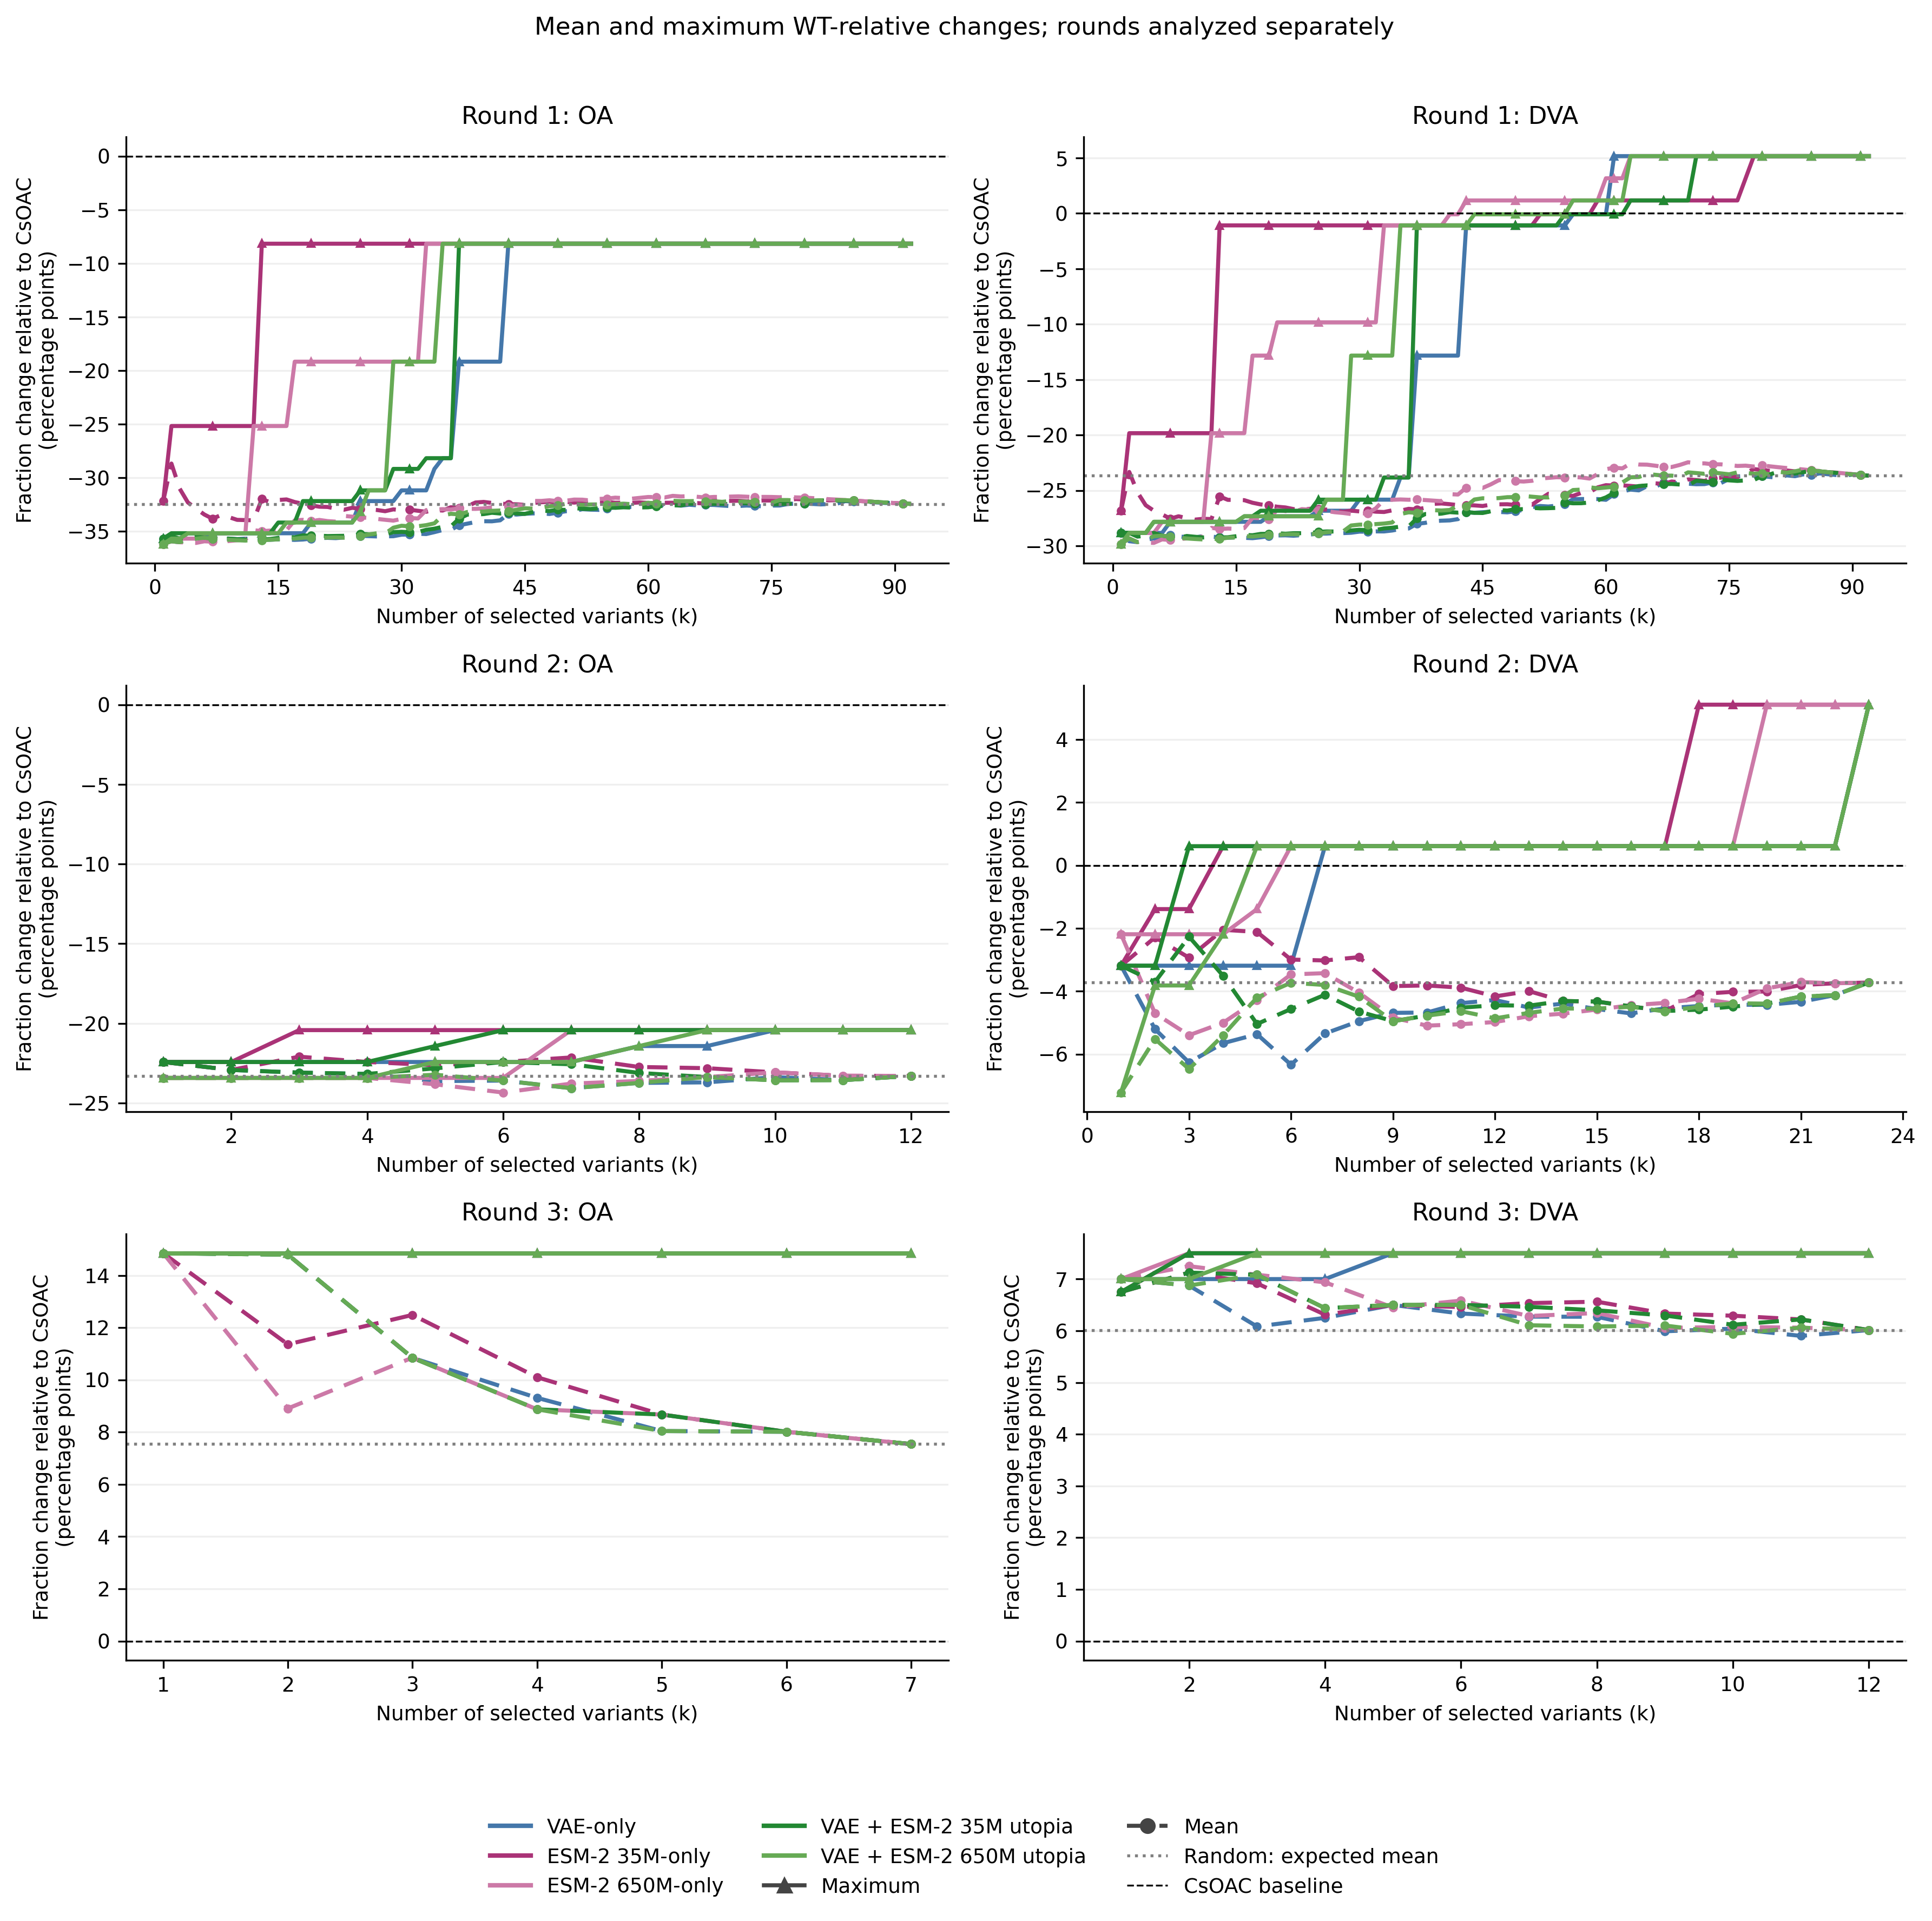 Mean and maximum WT-relative changes; rounds analyzed separately
Round 1: OA
Fraction change relative to CsOAC
(percentage points)
0
−5
−10
−15
−20
−25
−30
−35
0 15 30 45 60 75 90
Number of selected variants (k)
Round 1: DVA
Fraction change relative to CsOAC
(percentage points)
5
0
−5
−10
−15
−20
−25
−30
0 15 30 45 60 75 90
Number of selected variants (k)
Round 2: OA
Fraction change relative to CsOAC
(percentage points)
0
−5
−10
−15
−20
−25
2 4 6 8 10 12
Number of selected variants (k)
Round 2: DVA
Fraction change relative to CsOAC
(percentage points)
4
2
0
−2
−4
−6
0 3 6 9 12 15 18 21 24
Number of selected variants (k)
Round 3: OA
Fraction change relative to CsOAC
(percentage points)
14
12
10
8
6
4
2
0
1 2 3 4 5 6 7
Number of selected variants (k)
Round 3: DVA
Fraction change relative to CsOAC
(percentage points)
7
6
5
4
3
2
1
0
2 4 6 8 10 12
Number of selected variants (k)
VAE-only
ESM-2 35M-only
ESM-2 650M-only
VAE + ESM-2 35M utopia
VAE + ESM-2 650M utopia
Maximum
Mean
Random: expected mean
CsOAC baseline